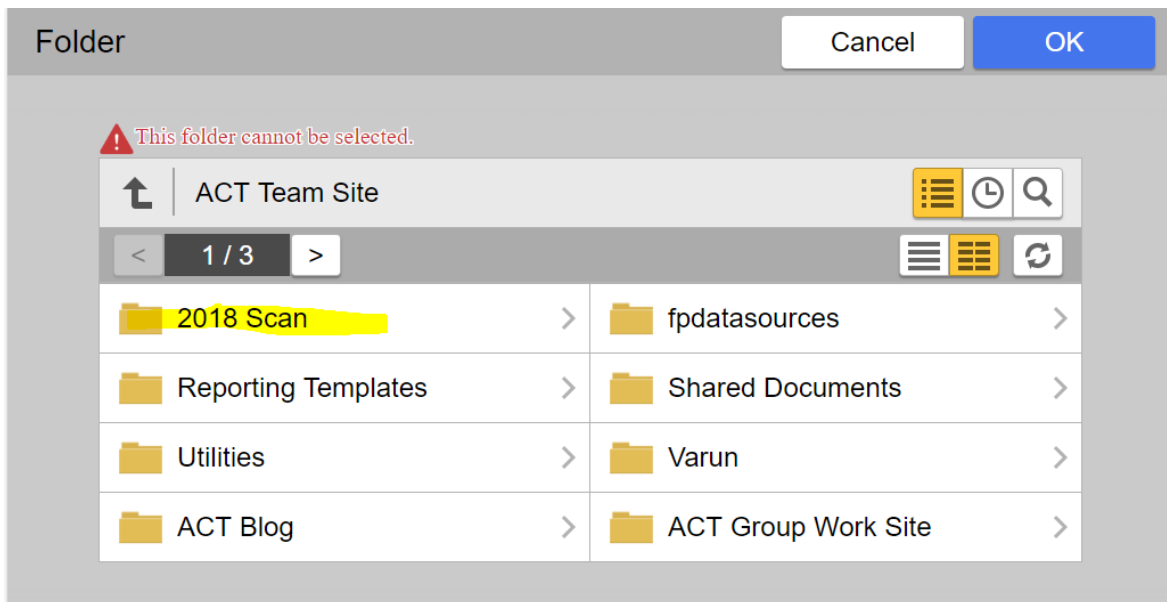 Folder
Cancel
OK
This folder cannot be selected.
ACT Team Site
< 1 / 3 >
2018 Scan
fpdatasources
Reporting Templates
Shared Documents
Utilities
Varun
ACT Blog
ACT Group Work Site